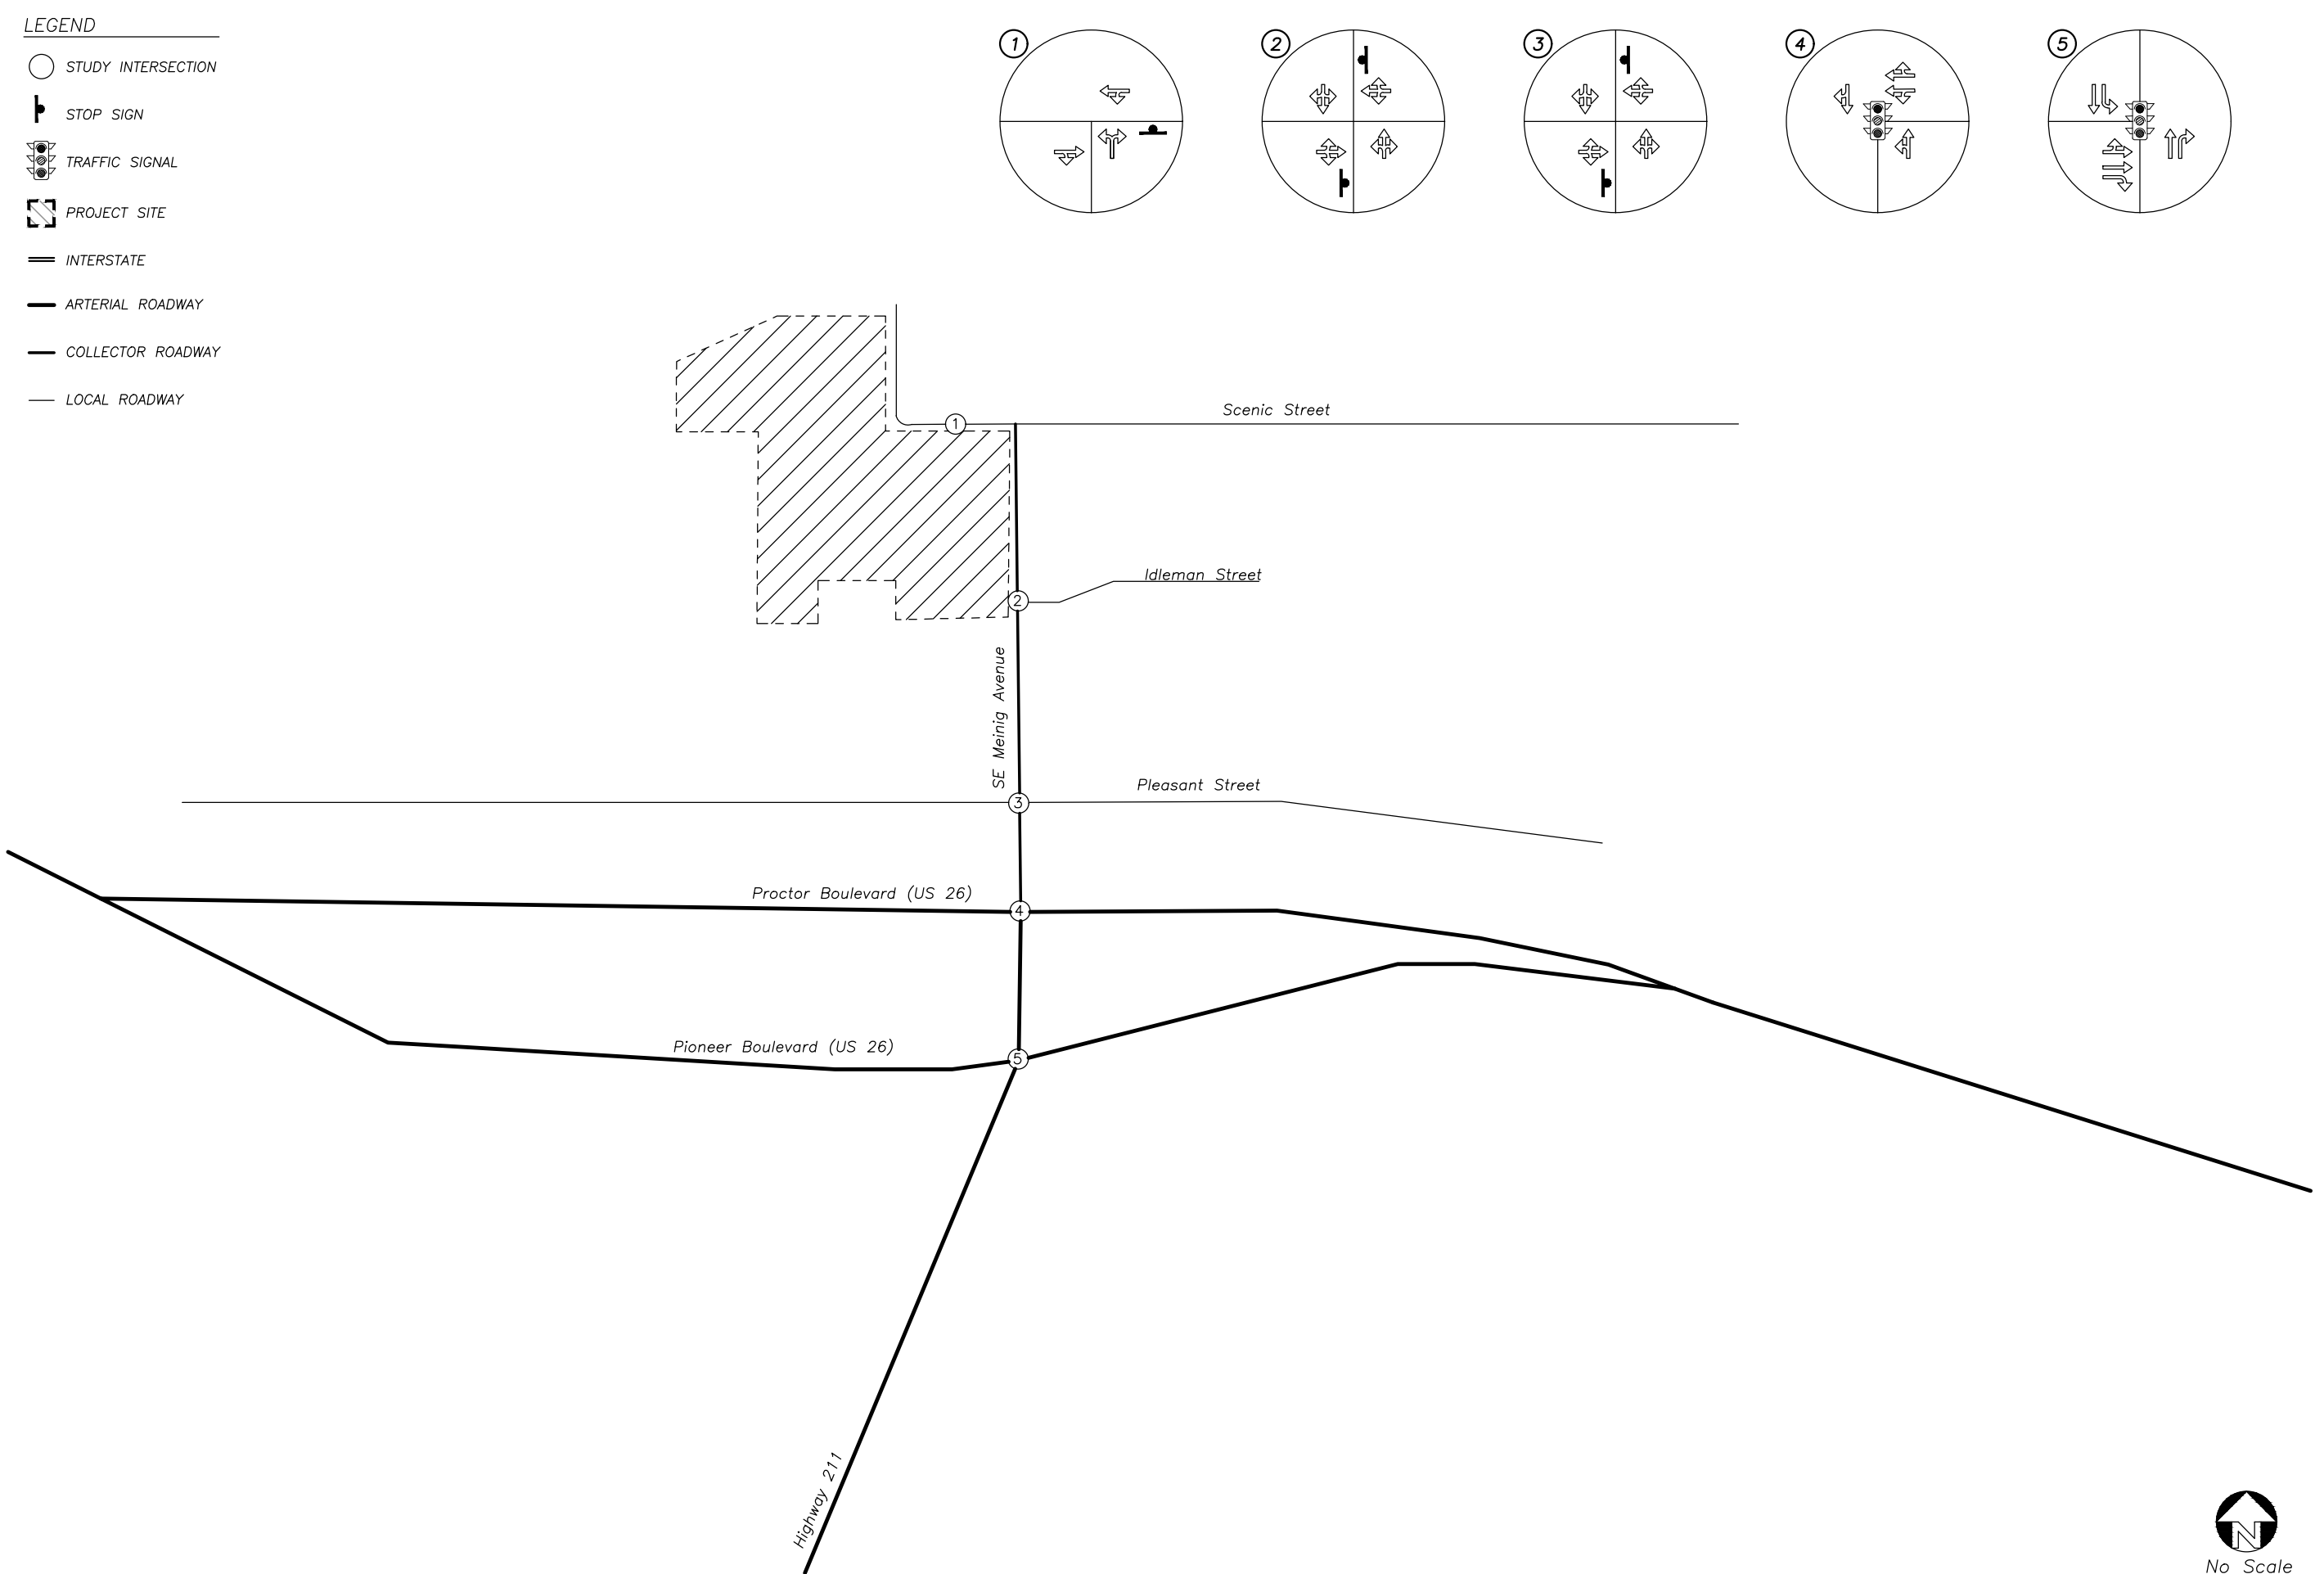 LEGEND
STUDY INTERSECTION
STOP SIGN
TRAFFIC SIGNAL
PROJECT SITE
INTERSTATE
ARTERIAL ROADWAY
COLLECTOR ROADWAY
LOCAL ROADWAY
1
2
3
4
5
Scenic Street
1
Idleman Street
2
SE Meinig Avenue
Pleasant Street
3
Proctor Boulevard (US 26)
4
Pioneer Boulevard (US 26)
5
Highway 211
N
No Scale